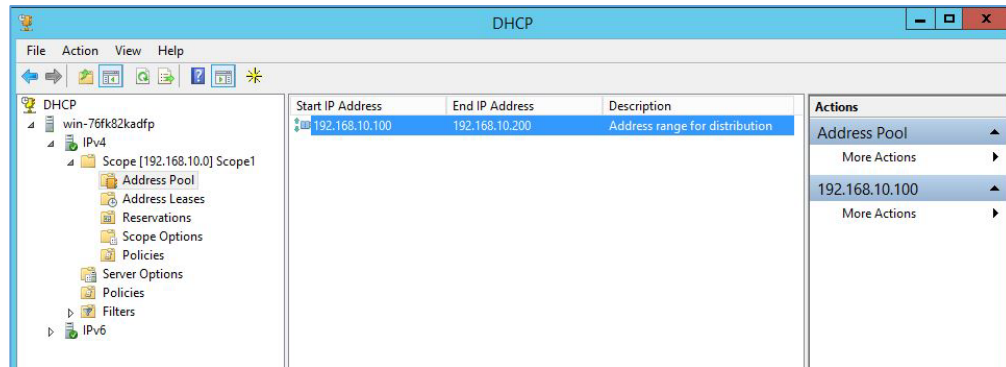 DHCP
File Action View Help
DHCP
win-76fk82kadfp
IPv4
Scope [192.168.10.0] Scope1
Address Pool
Address Leases
Reservations
Scope Options
Policies
Server Options
Policies
Filters
IPv6
Start IP Address End IP Address Description
192.168.10.100 192.168.10.200 Address range for distribution
Actions
Address Pool
More Actions
192.168.10.100
More Actions